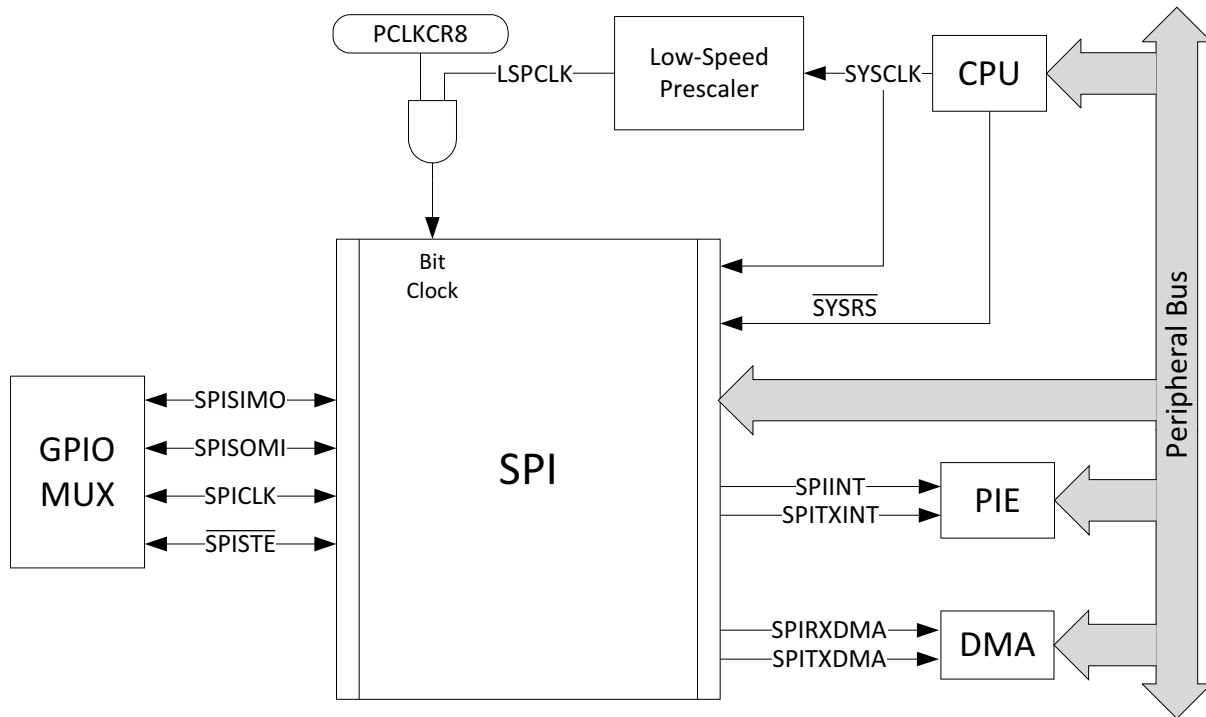 PCLKCR8
LSPCLK
Low-Speed
Prescaler
SYSCLK
CPU
Bit
Clock
SYSRS
Peripheral Bus
GPIO
MUX
SPISIMO
SPISOMI
SPICLK
SPISTE
SPI
SPIINT
SPITXINT
PIE
SPIRXDMA
SPITXDMA
DMA